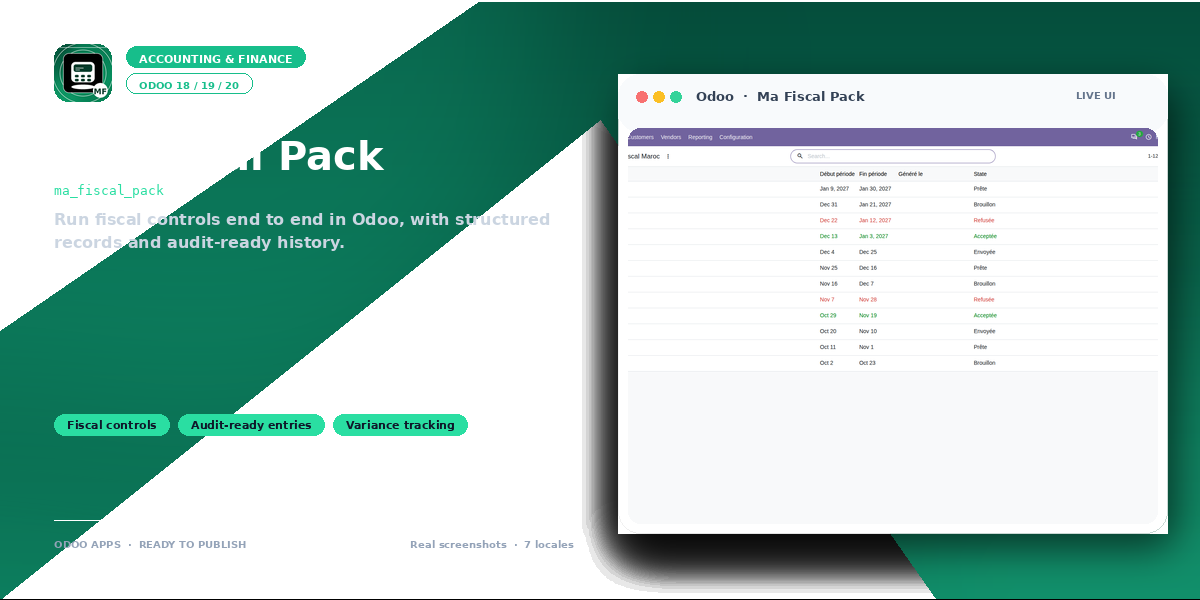 MF
ACCOUNTING & FINANCE
ODOO 18 / 19 / 20
Pack
ma_fiscal_pack
Run fiscal controls end to end in Odoo, with structured
records and audit-ready history.
Fiscal controls
Audit-ready entries
Variance tracking
ODOO APPS · READY TO PUBLISH
Real screenshots · 7 locales
Odoo · Ma Fiscal Pack
LIVE UI
ustomers Vendors Reporting Configuration
scal Maroc
Search...
1-12
Début période Fin période Généré le State
Jan 9, 2027 Jan 30, 2027 Prête
Dec 31 Jan 21, 2027 Brouillon
Dec 22 Jan 12, 2027 Refusée
Dec 13 Jan 3, 2027 Acceptée
Dec 4 Dec 25 Envoyée
Nov 25 Dec 16 Prête
Nov 16 Dec 7 Brouillon
Nov 7 Nov 28 Refusée
Oct 29 Nov 19 Acceptée
Oct 20 Nov 10 Envoyée
Oct 11 Nov 1 Prête
Oct 2 Oct 23 Brouillon